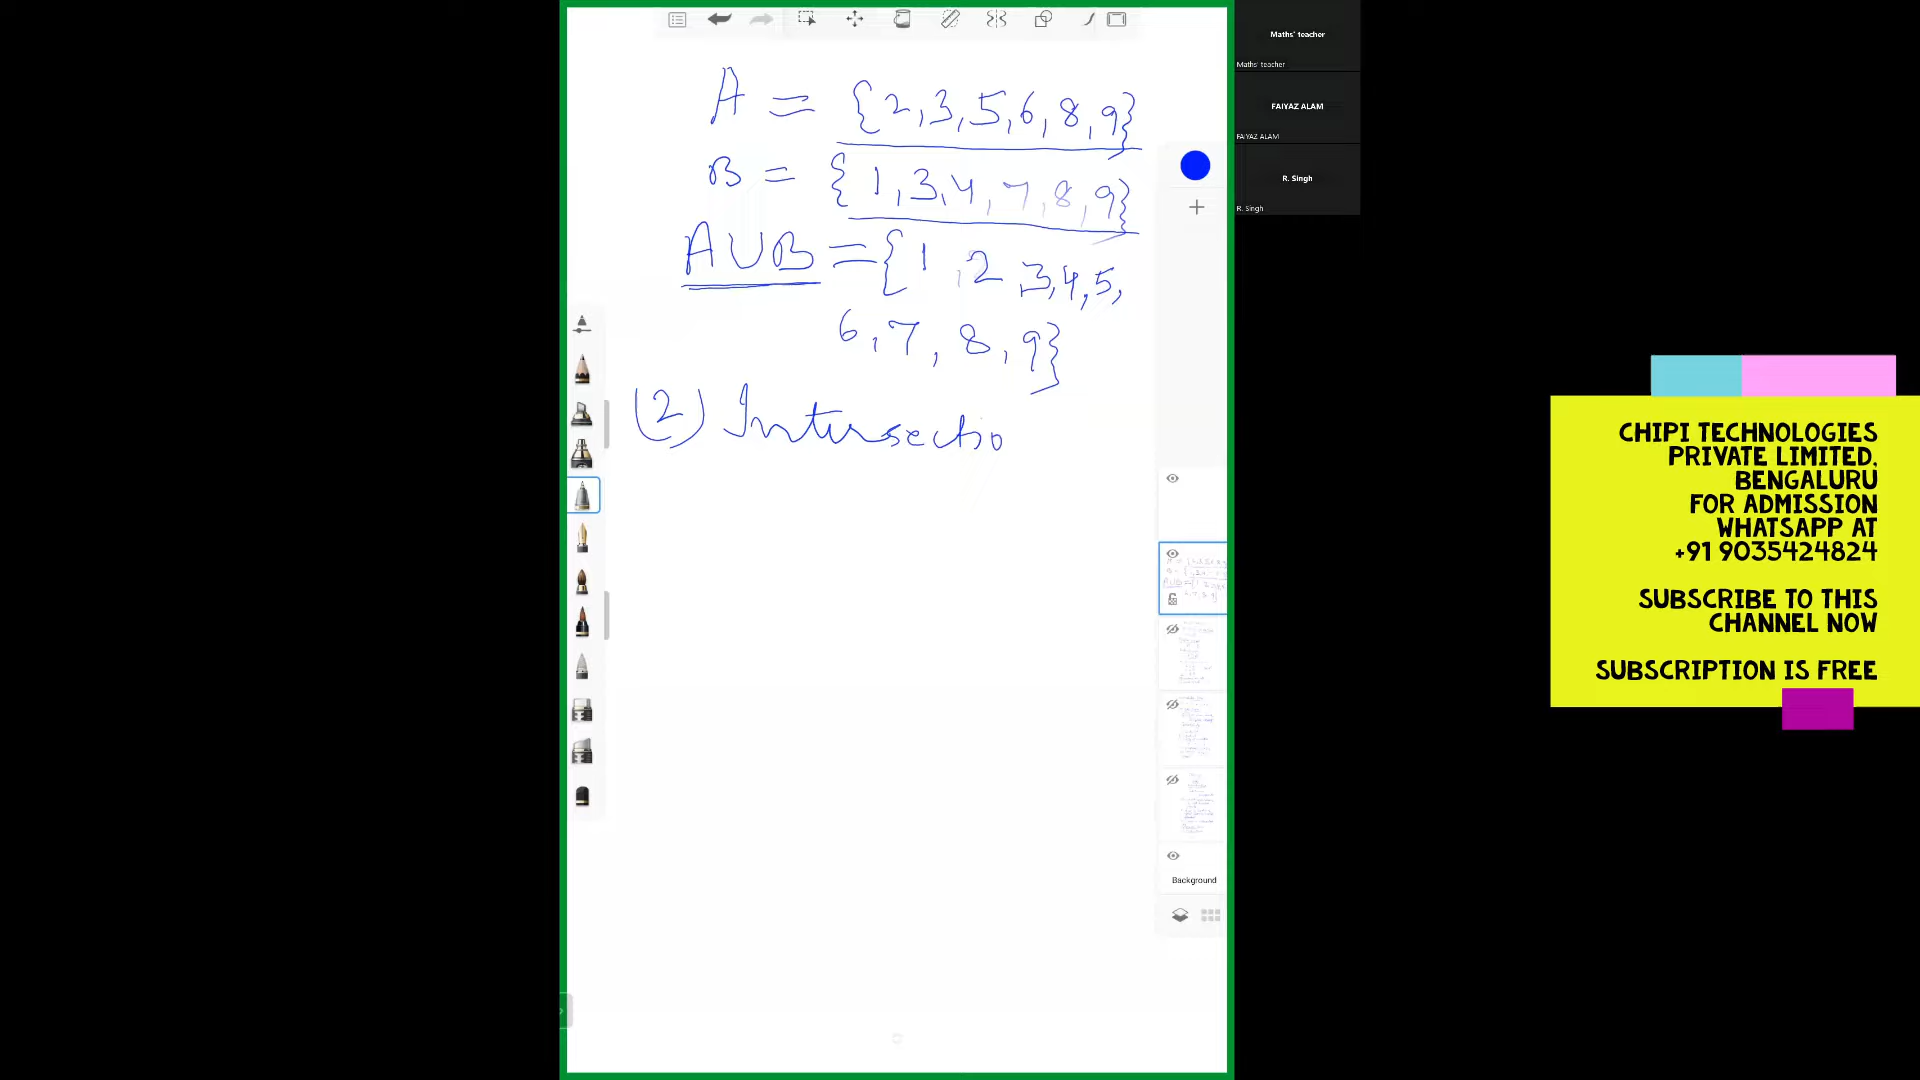 A = {2,3,5,6,8,9}
B = {1,3,4,7,8,9}
AUB = {1,2,3,4,5,
6,7,8,9}
(2) Intersectio
Background
Maths' teacher
Maths' teacher
FAIYAZ ALAM
FAIYAZ ALAM
R. Singh
R. Singh
CHIPI TECHNOLOGIES
PRIVATE LIMITED,
BENGALURU
FOR ADMISSION
WHATSAPP AT
+91 9035424824
SUBSCRIBE TO THIS
CHANNEL NOW
SUBSCRIPTION IS FREE